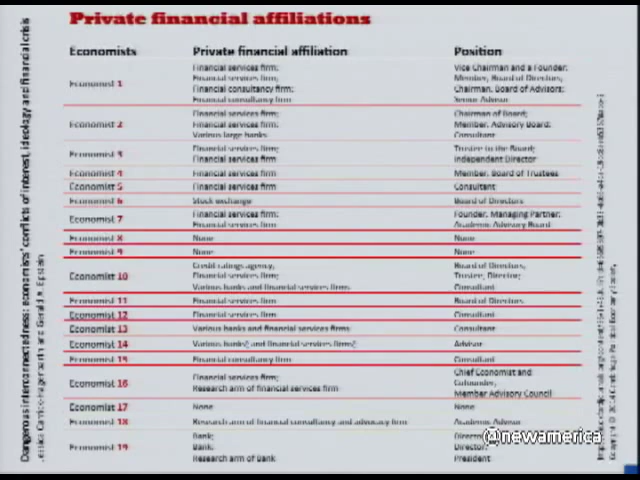 Private financial affiliations
Economists Private financial affiliation Position
Economist 1
Financial services firm; Vice Chairman and a Founder;
Financial services firm; Member, Board of Directors;
Financial consultancy firm; Chairman, Board of Advisors;
Financial consultancy firm Senior Advisor
Economist 2
Financial services firm; Chairman of Board;
Financial services firm; Member, Advisory Board;
Various large banks Consultant
Economist 3
Financial services firm; Trustee to the Board;
Financial services firm Independent Director
Economist 4 Financial services firm Member, Board of Trustees
Economist 5 Financial services firm Consultant
Economist 6 Stock exchange Board of Directors
Economist 7
Financial services firm; Founder, Managing Partner;
Financial services firm Academic Advisory Board
Economist 8 None None
Economist 9 None None
Economist 10
Credit ratings agency; Board of Directors,
Financial services firm; Trustee, Director;
Various banks and financial services firms Consultant
Economist 11 Financial services firm Board of Directors
Economist 12 Financial services firm Consultant
Economist 13 Various banks and financial services firms Consultant
Economist 14 Various banks and financial services firms Advisor
Economist 15 Financial consultancy firm Consultant
Economist 16
Financial services firm; Chief Economist and
Cofounder;
Research arm of financial services firm Member Advisory Council
Economist 17 None None
Economist 18 Research arm of financial consultancy and advocacy firm Academic Advisor
Economist 19
Bank;
Bank; Director;
Research arm of Bank President
Dangerous interconnectedness: economists' conflicts of interest, ideology and financial crisis
Jessica Carrick-Hagenbarth and Gerald A. Epstein
@newamerica